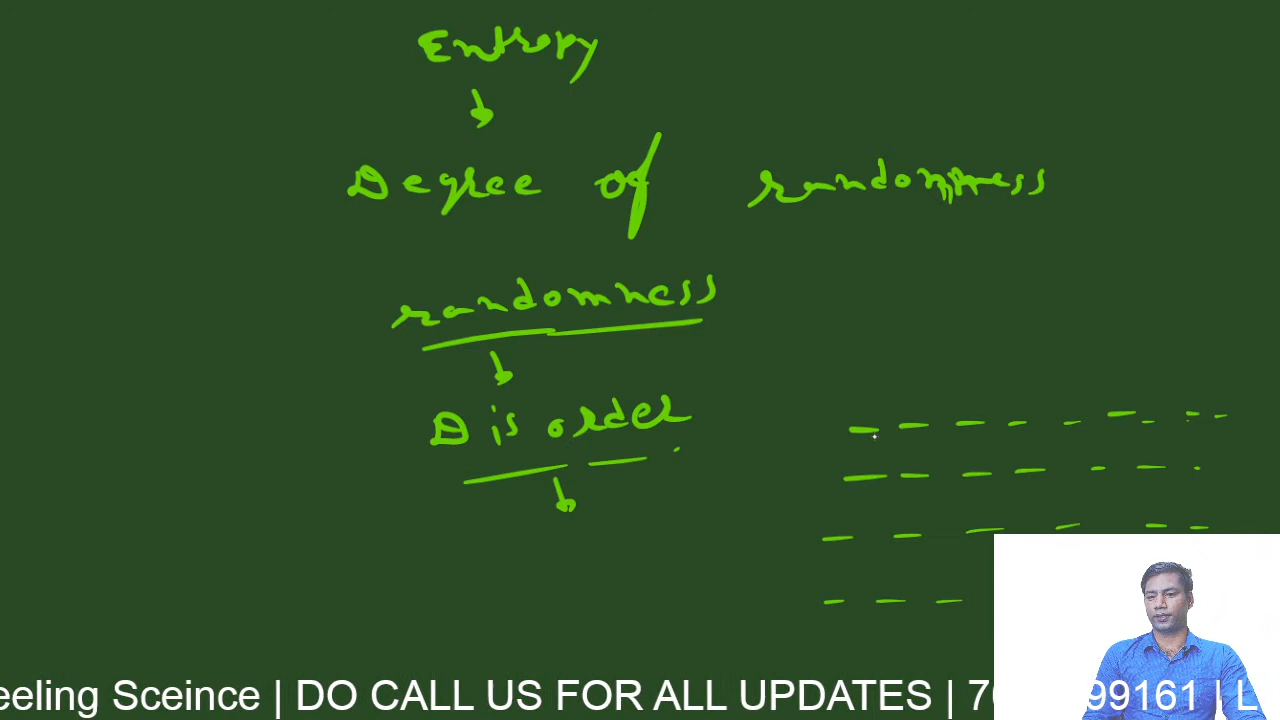 Entropy
Degree of randomness
randomness
Disorder
eeling Sceince | DO CALL US FOR ALL UPDATES | 7 99161 | L